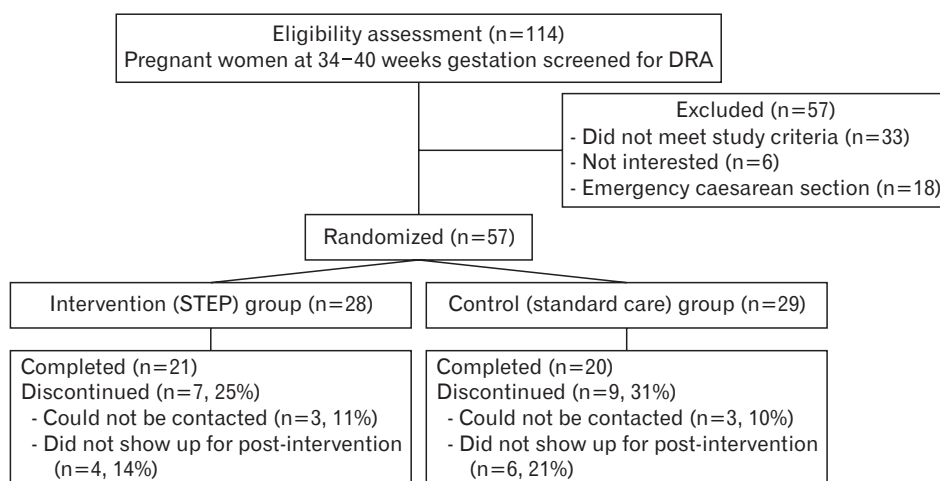 Eligibility assessment (n=114)
Pregnant women at 34–40 weeks gestation screened for DRA
Excluded (n=57)
- Did not meet study criteria (n=33)
- Not interested (n=6)
- Emergency caesarean section (n=18)
Randomized (n=57)
Intervention (STEP) group (n=28)
Control (standard care) group (n=29)
Completed (n=21)
Discontinued (n=7, 25%)
- Could not be contacted (n=3, 11%)
- Did not show up for post-intervention
(n=4, 14%)
Completed (n=20)
Discontinued (n=9, 31%)
- Could not be contacted (n=3, 10%)
- Did not show up for post-intervention
(n=6, 21%)